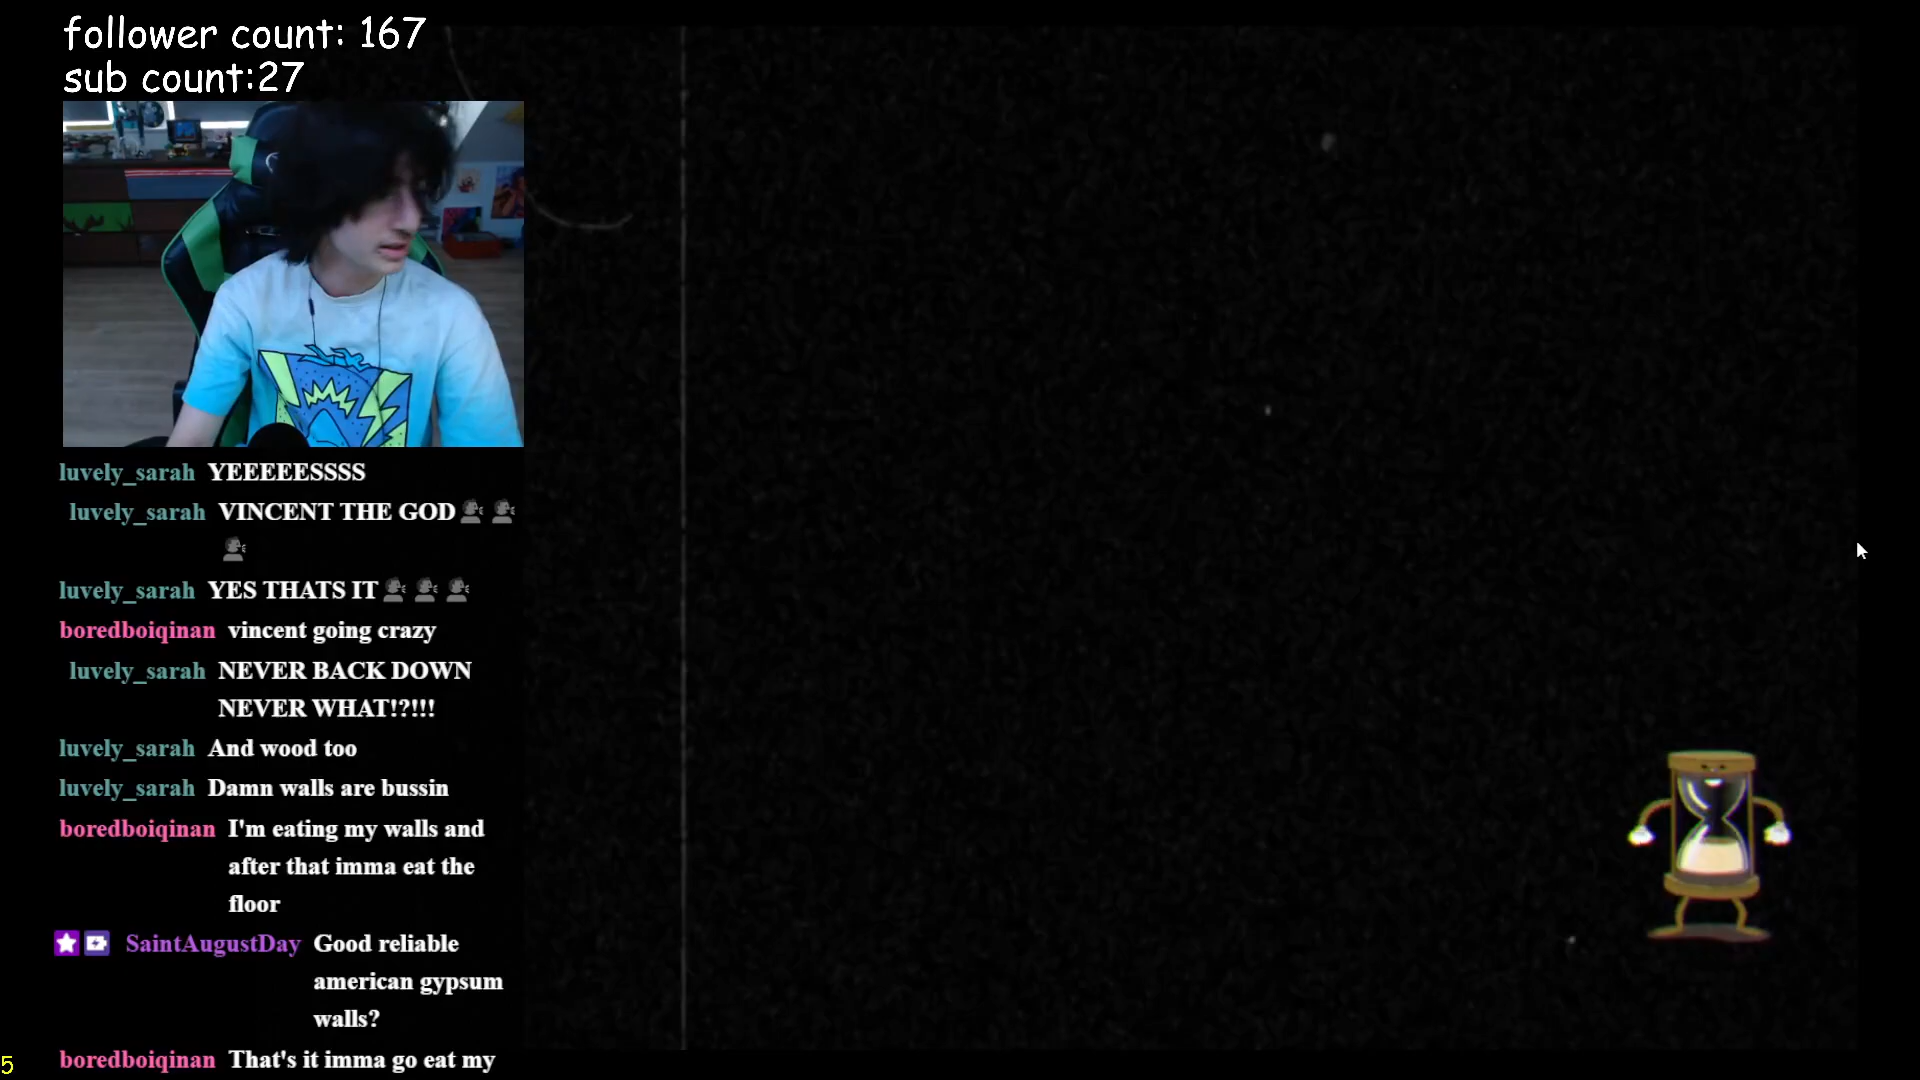 follower count: 167
sub count:27
luvely_sarah YEEEEESSSS
luvely_sarah VINCENT THE GOD
luvely_sarah YES THATS IT
boredboiqinan vincent going crazy
luvely_sarah NEVER BACK DOWN
NEVER WHAT!?!!!
luvely_sarah And wood too
luvely_sarah Damn walls are bussin
boredboiqinan I'm eating my walls and
after that imma eat the
floor
SaintAugustDay Good reliable
american gypsum
walls?
boredboiqinan That's it imma go eat my
5